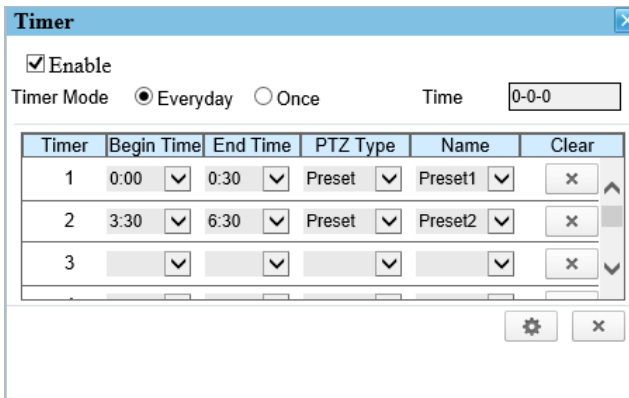 Timer
Enable
Timer Mode Everyday Once Time 0-0-0
Timer Begin Time End Time PTZ Type Name Clear
1 0:00 0:30 Preset Preset1
2 3:30 6:30 Preset Preset2
3